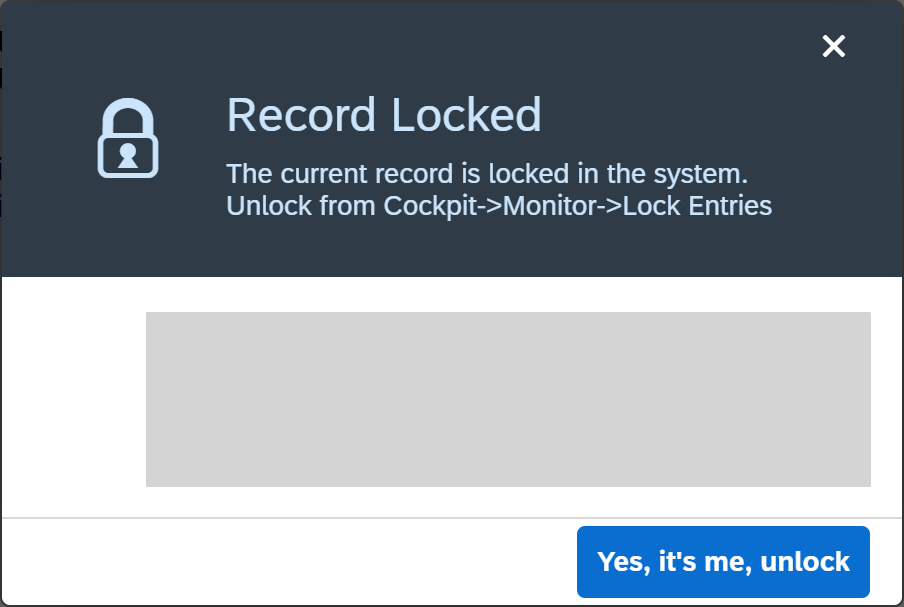 Record Locked
The current record is locked in the system.
Unlock from Cockpit->Monitor->Lock Entries
Yes, it's me, unlock